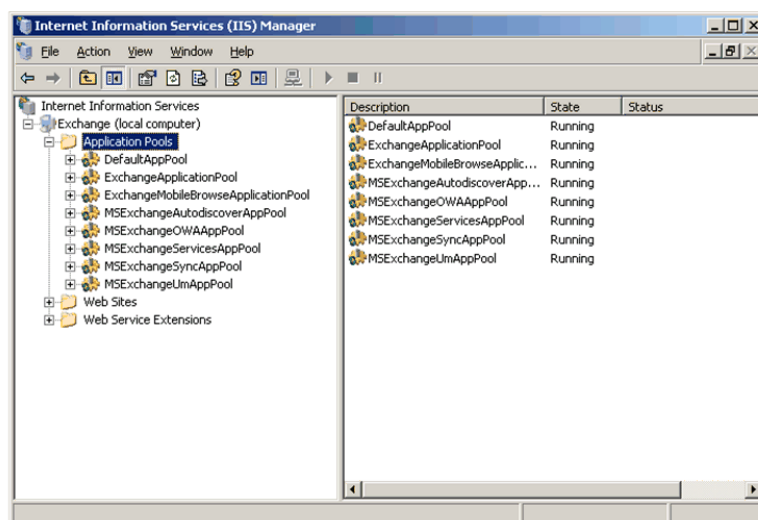 Internet Information Services (IIS) Manager
File Action View Window Help
Internet Information Services
Exchange (local computer)
Application Pools
DefaultAppPool
ExchangeApplicationPool
ExchangeMobileBrowseApplicationPool
MSExchangeAutodiscoverAppPool
MSExchangeOWAAppPool
MSExchangeServicesAppPool
MSExchangeSyncAppPool
MSExchangeUmAppPool
Web Sites
Web Service Extensions
Description State Status
DefaultAppPool Running
ExchangeApplicationPool Running
ExchangeMobileBrowseApplic... Running
MSExchangeAutodiscoverApp... Running
MSExchangeOWAAppPool Running
MSExchangeServicesAppPool Running
MSExchangeSyncAppPool Running
MSExchangeUmAppPool Running